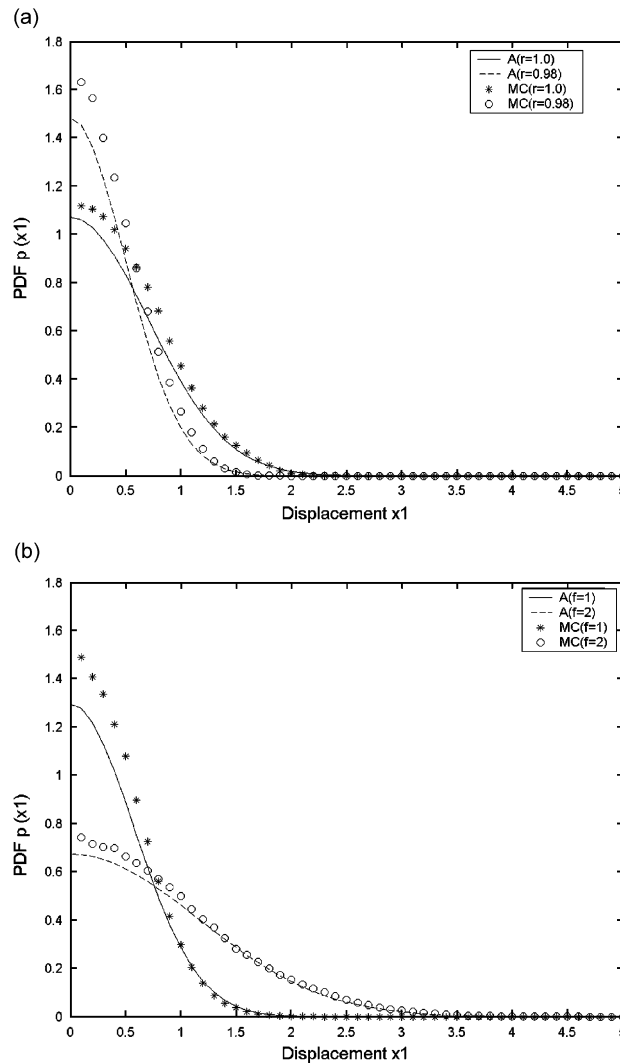 (a)
1.8
1.6
1.4
1.2
1
0.8
0.6
0.4
0.2
0
PDF p (x1)
A(r=1.0)
A(r=0.98)
MC(r=1.0)
MC(r=0.98)
0 0.5 1 1.5 2 2.5 3 3.5 4 4.5 5
Displacement x1
(b)
1.8
1.6
1.4
1.2
1
0.8
0.6
0.4
0.2
0
PDF p (x1)
A(f=1)
A(f=2)
MC(f=1)
MC(f=2)
0 0.5 1 1.5 2 2.5 3 3.5 4 4.5 5
Displacement x1